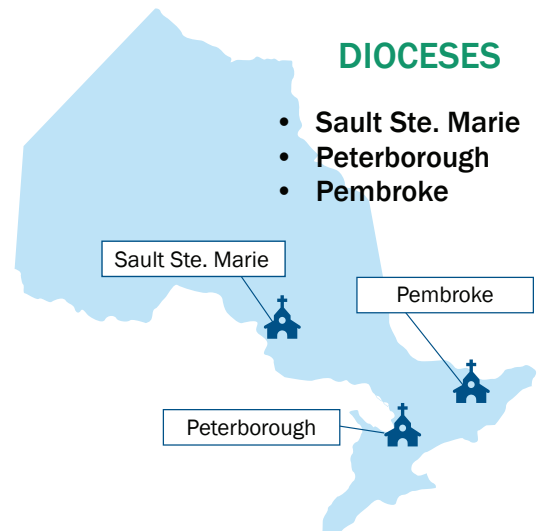 DIOCESES
• Sault Ste. Marie
• Peterborough
• Pembroke
Sault Ste. Marie
Pembroke
Peterborough